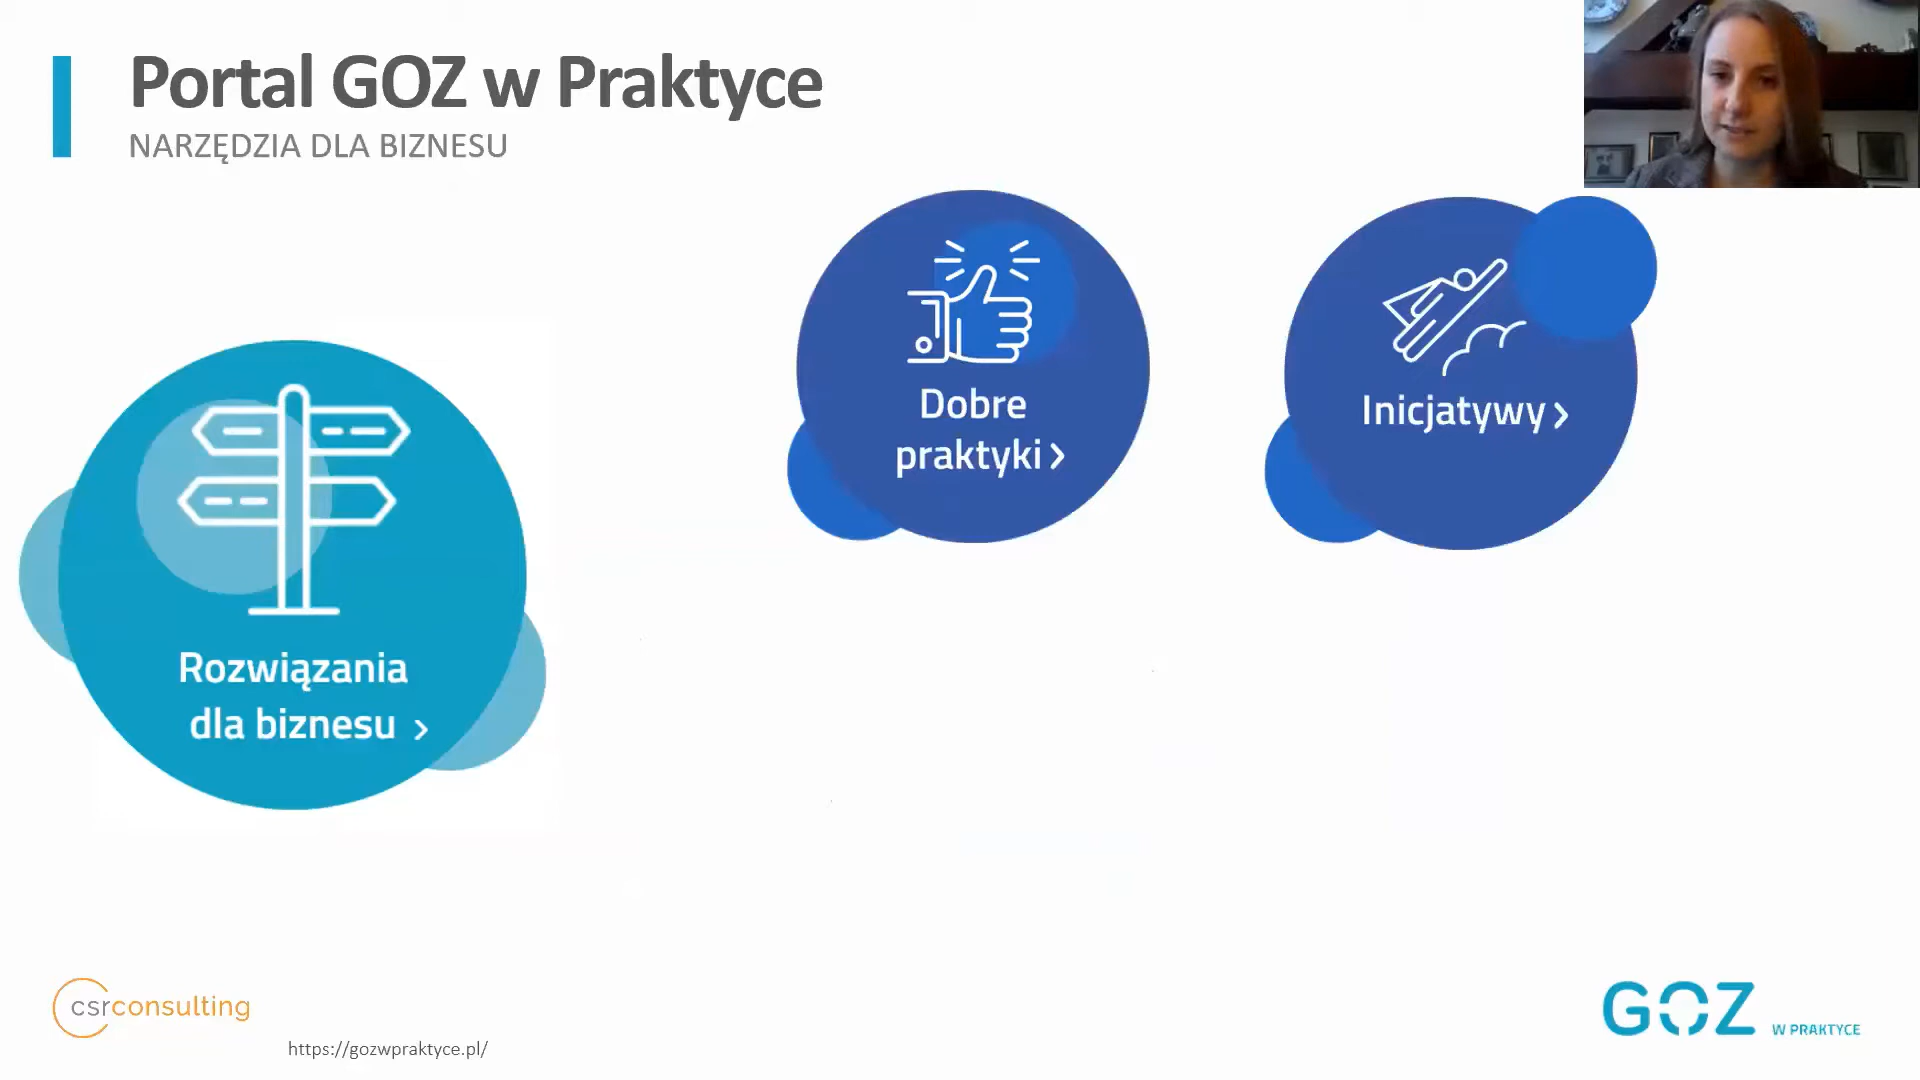 Portal GOZ w Praktyce
NARZĘDZIA DLA BIZNESU
Dobre
praktyki
Inicjatywy
Rozwiązania
dla biznesu
csrconsulting
https://gozwpraktyce.pl/
GOZ W PRAKTYCE